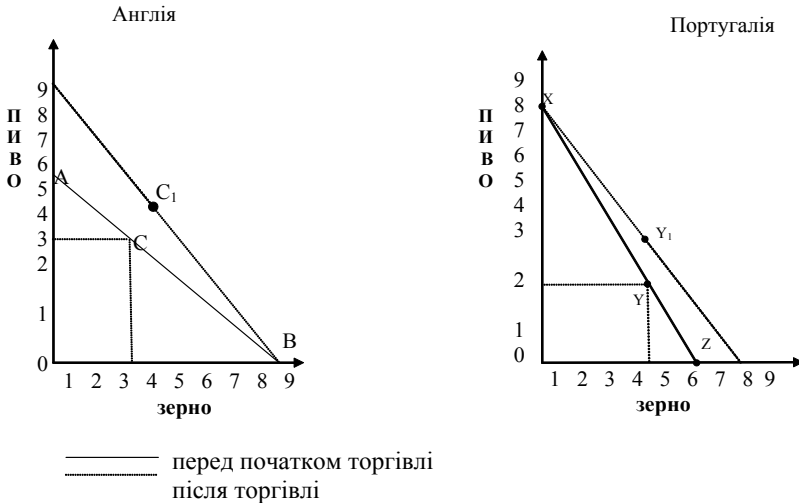 Англія
Португалія
П
И
В
О
9
8
7
6
5
4
3
2
1
0
A
C₁
C
B
1 2 3 4 5 6 7 8 9
зерно
П
И
В
О
9
8
7
6
5
4
3
2
1
0
X
Y₁
Y
Z
1 2 3 4 5 6 7 8 9
зерно
перед початком торгівлі
після торгівлі